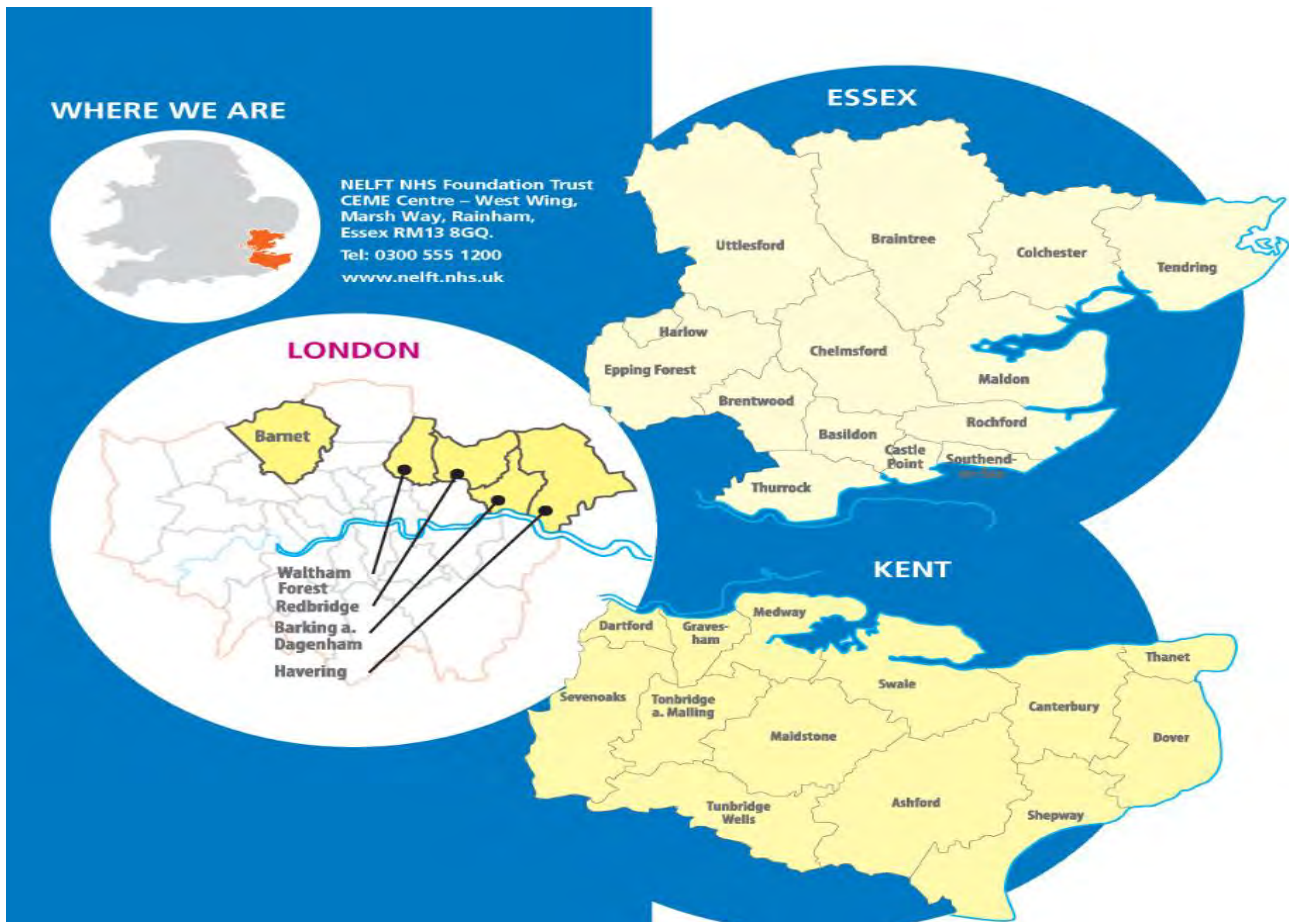 WHERE WE ARE
NELFT NHS Foundation Trust
CEME Centre – West Wing,
Marsh Way, Rainham,
Essex RM13 8GQ.
Tel: 0300 555 1200
www.nelft.nhs.uk
LONDON
Barnet
Waltham
Forest
Redbridge
Barking a.
Dagenham
Havering
ESSEX
Uttlesford
Braintree
Colchester
Tendring
Harlow
Epping Forest
Chelmsford
Maldon
Brentwood
Rochford
Basildon
Castle
Point
Southend-
Thurrock
KENT
Medway
Dartford
Graves-
ham
Thanet
Swale
Sevenoaks
Tonbridge
a. Malling
Canterbury
Maidstone
Dover
Ashford
Tunbridge
Wells
Shepway